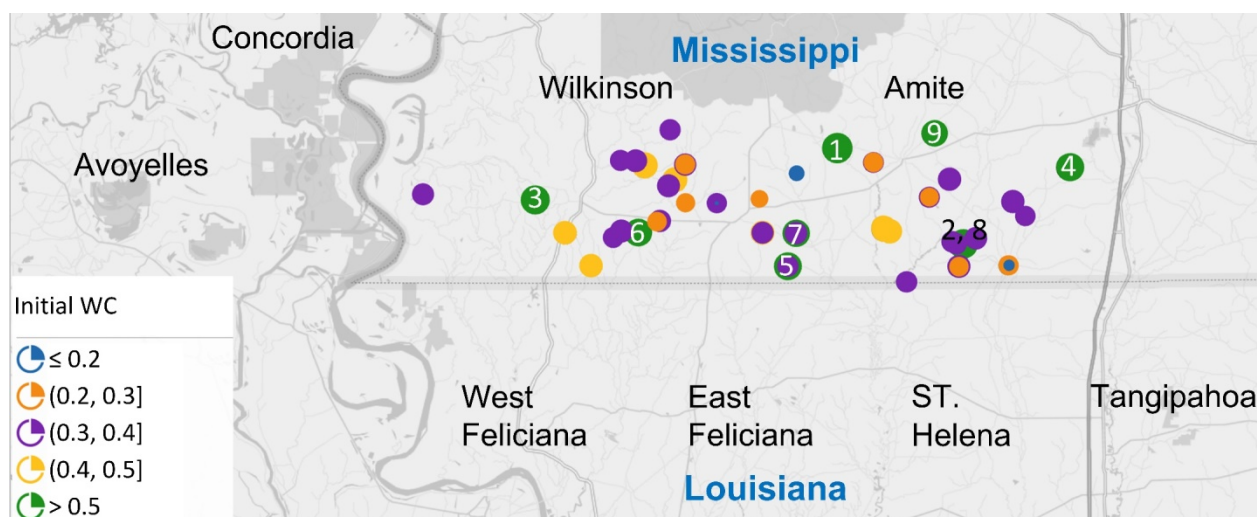 Concordia
Mississippi
Wilkinson
Amite
Avoyelles
1
9
4
3
6
7
2, 8
5
Initial WC
≤ 0.2
(0.2, 0.3]
(0.3, 0.4]
(0.4, 0.5]
> 0.5
West
Feliciana
East
Feliciana
ST.
Helena
Tangipahoa
Louisiana